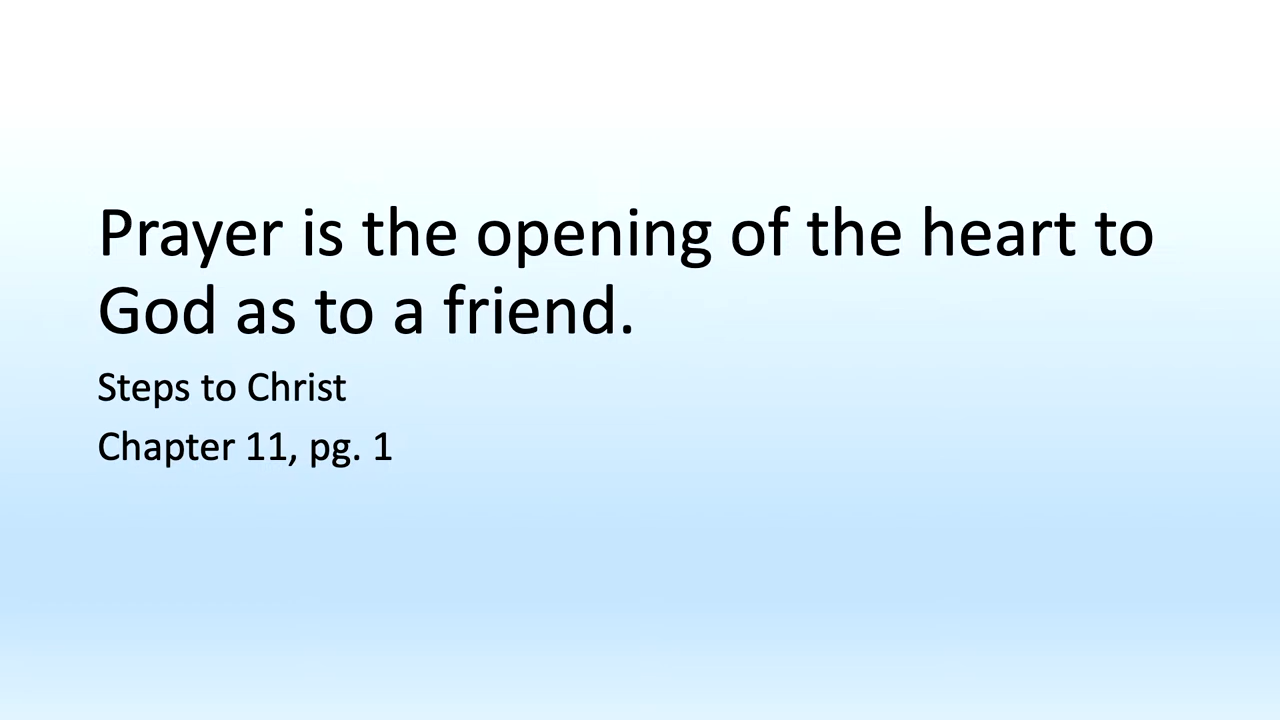 Prayer is the opening of the heart to
God as to a friend.
Steps to Christ
Chapter 11, pg. 1